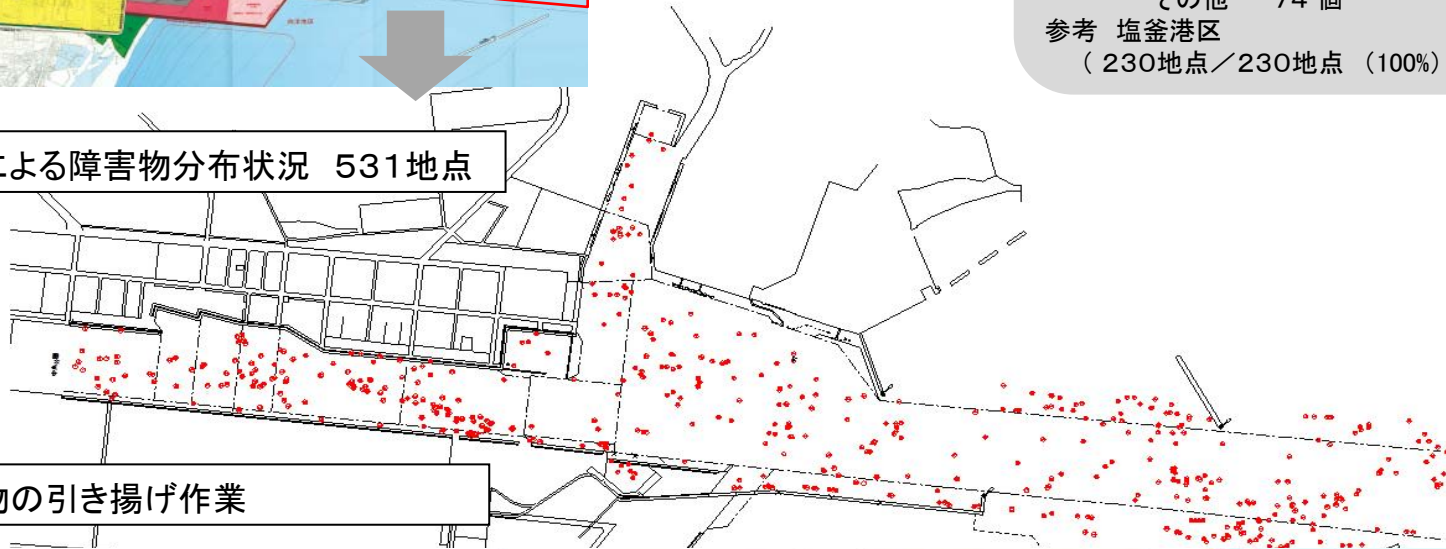 その他 74 個
参考 塩釜港区
( 230地点／230地点 (100%)
による障害物分布状況 531地点
物の引き揚げ作業